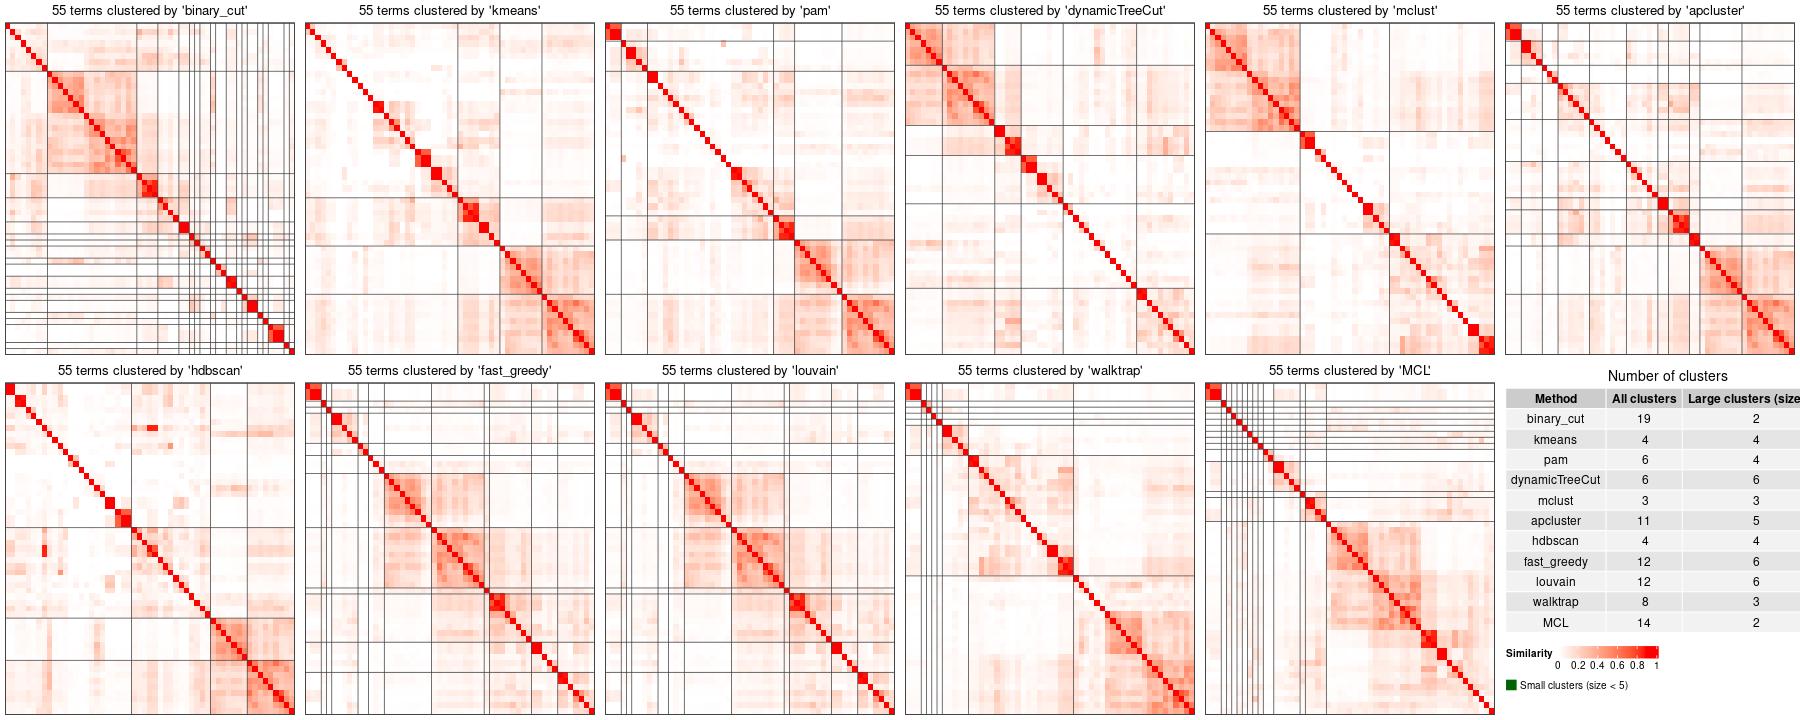 55 terms clustered by 'binary_cut'
55 terms clustered by 'kmeans'
55 terms clustered by 'pam'
55 terms clustered by 'dynamicTreeCut'
55 terms clustered by 'mclust'
55 terms clustered by 'apcluster'
55 terms clustered by 'hdbscan'
55 terms clustered by 'fast_greedy'
55 terms clustered by 'louvain'
55 terms clustered by 'walktrap'
55 terms clustered by 'MCL'
Number of clusters
Method All clusters Large clusters (size
binary_cut 19 2
kmeans 4 4
pam 6 4
dynamicTreeCut 6 6
mclust 3 3
apcluster 11 5
hdbscan 4 4
fast_greedy 12 6
louvain 12 6
walktrap 8 3
MCL 14 2
Similarity
0 0.2 0.4 0.6 0.8 1
Small clusters (size < 5)